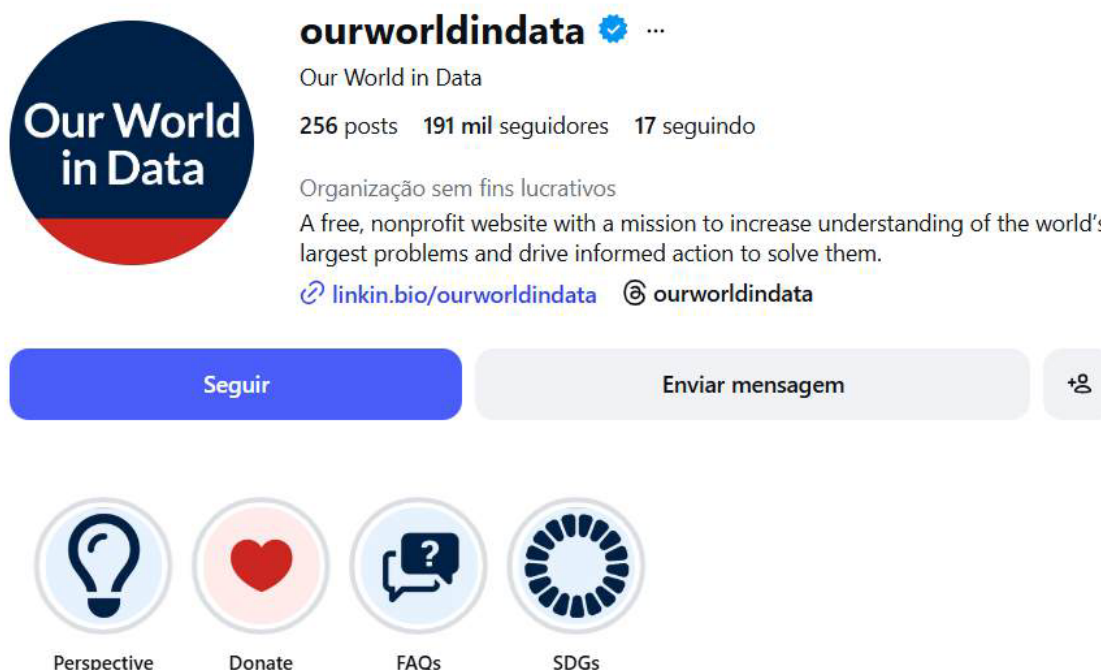 Our World
in Data
ourworldindata
Our World in Data
256 posts 191 mil seguidores 17 seguindo
Organização sem fins lucrativos
A free, nonprofit website with a mission to increase understanding of the world's
largest problems and drive informed action to solve them.
linkin.bio/ourworldindata ourworldindata
Seguir Enviar mensagem
?
Perspective Donate FAQs SDGs